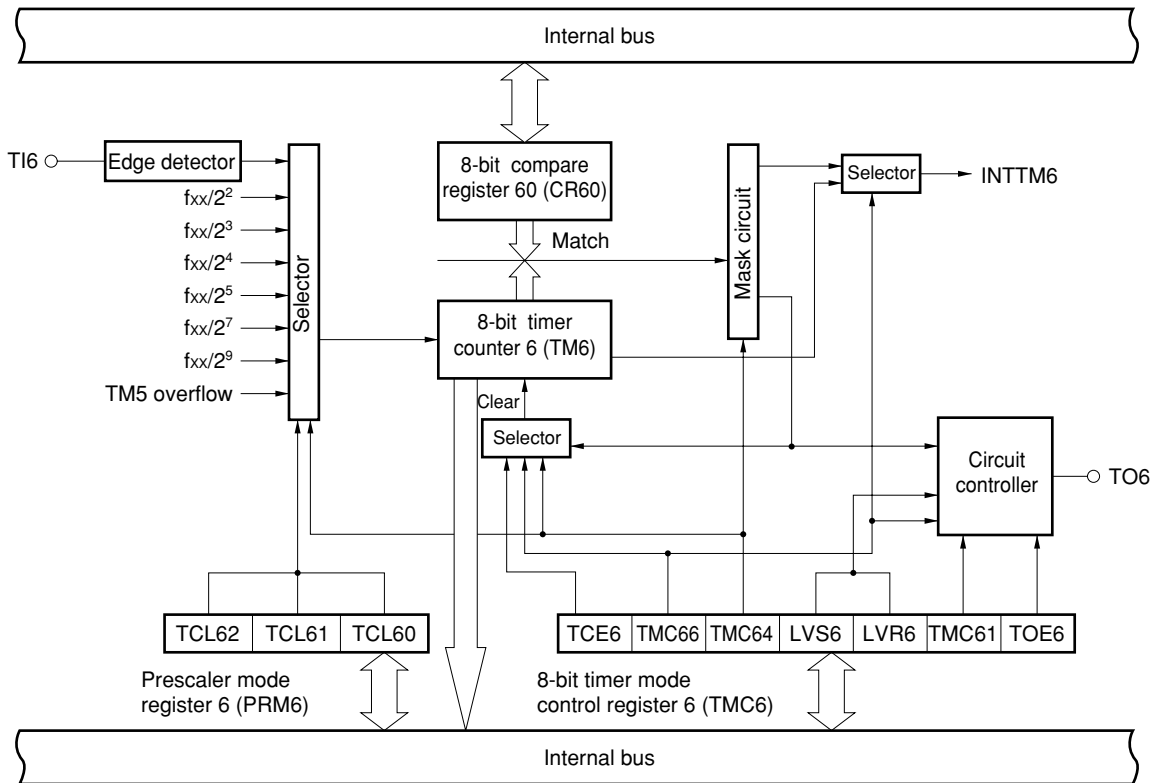 Internal bus
TI6
Edge detector
fxx/2²
fxx/2³
fxx/2⁴
fxx/2⁵
fxx/2⁷
fxx/2⁹
TM5 overflow
Selector
8-bit compare
register 60 (CR60)
Match
8-bit timer
counter 6 (TM6)
Clear
Selector
Mask circuit
Selector
INTTM6
Circuit
controller
TO6
TCL62 TCL61 TCL60
Prescaler mode
register 6 (PRM6)
TCE6 TMC66 TMC64 LVS6 LVR6 TMC61 TOE6
8-bit timer mode
control register 6 (TMC6)
Internal bus